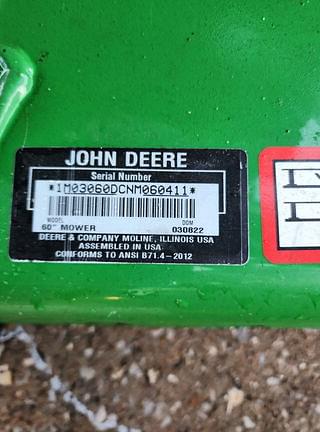 JOHN DEERE
Serial Number
*1M03060DCNM060411*
MODEL DOM
60" MOWER 030822
DEERE & COMPANY MOLINE, ILLINOIS USA
ASSEMBLED IN USA
CONFORMS TO ANSI B71.4-2012